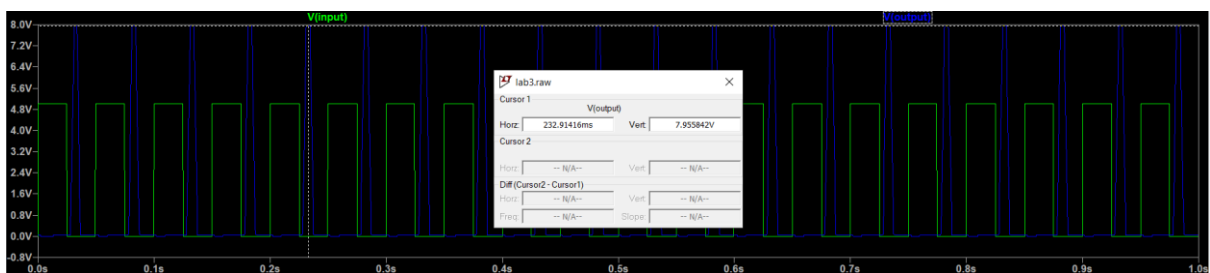 V(input) V(output)
8.0V
7.2V
6.4V
5.6V
4.8V
4.0V
3.2V
2.4V
1.6V
0.8V
0.0V
-0.8V
lab3.raw
Cursor 1
V(output)
Horz: 232.91416ms Vert: 7.955842V
Cursor 2
Horz: -- N/A-- Vert: -- N/A--
Diff (Cursor2 - Cursor1)
Horz: -- N/A-- Vert: -- N/A--
Freq: -- N/A-- Slope: -- N/A--
0.0s 0.1s 0.2s 0.3s 0.4s 0.5s 0.6s 0.7s 0.8s 0.9s 1.0s